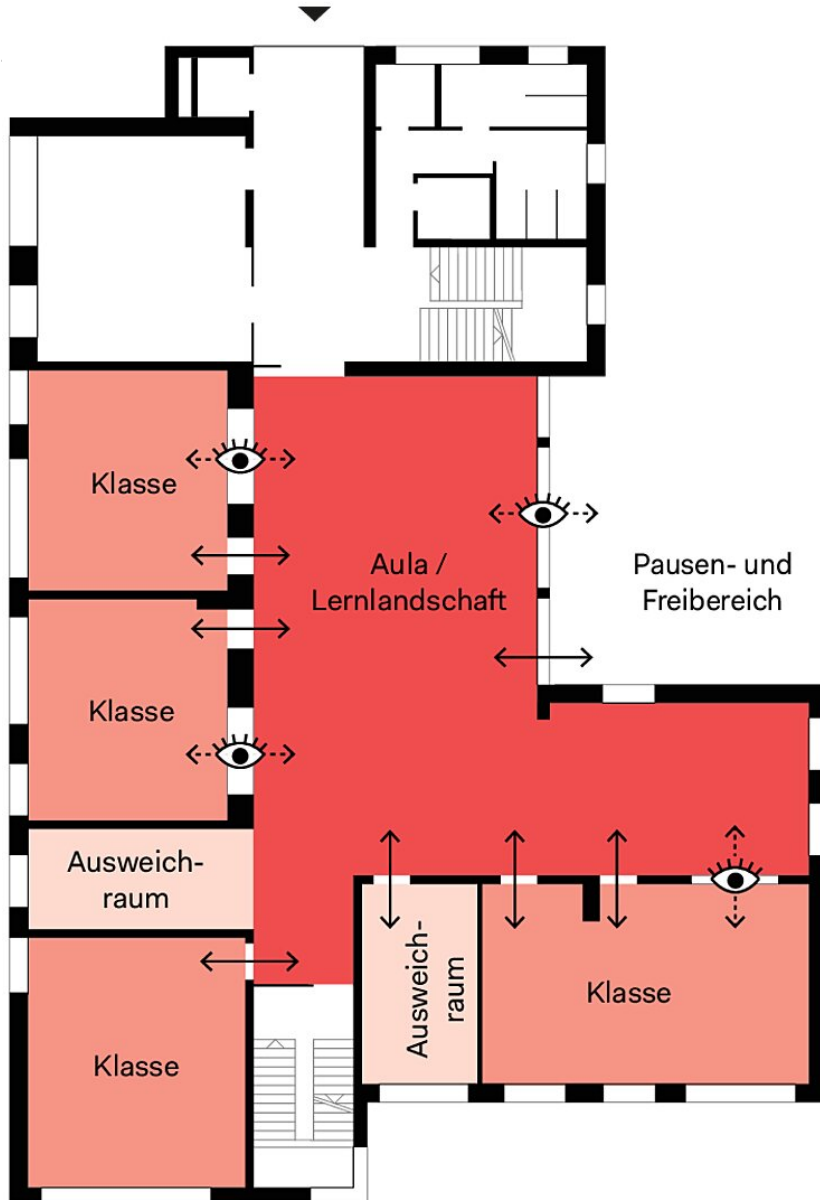 Klasse
Aula /
Lernlandschaft
Pausen- und
Freibereich
Klasse
Ausweich-
raum
Klasse
Ausweich-
raum
Klasse